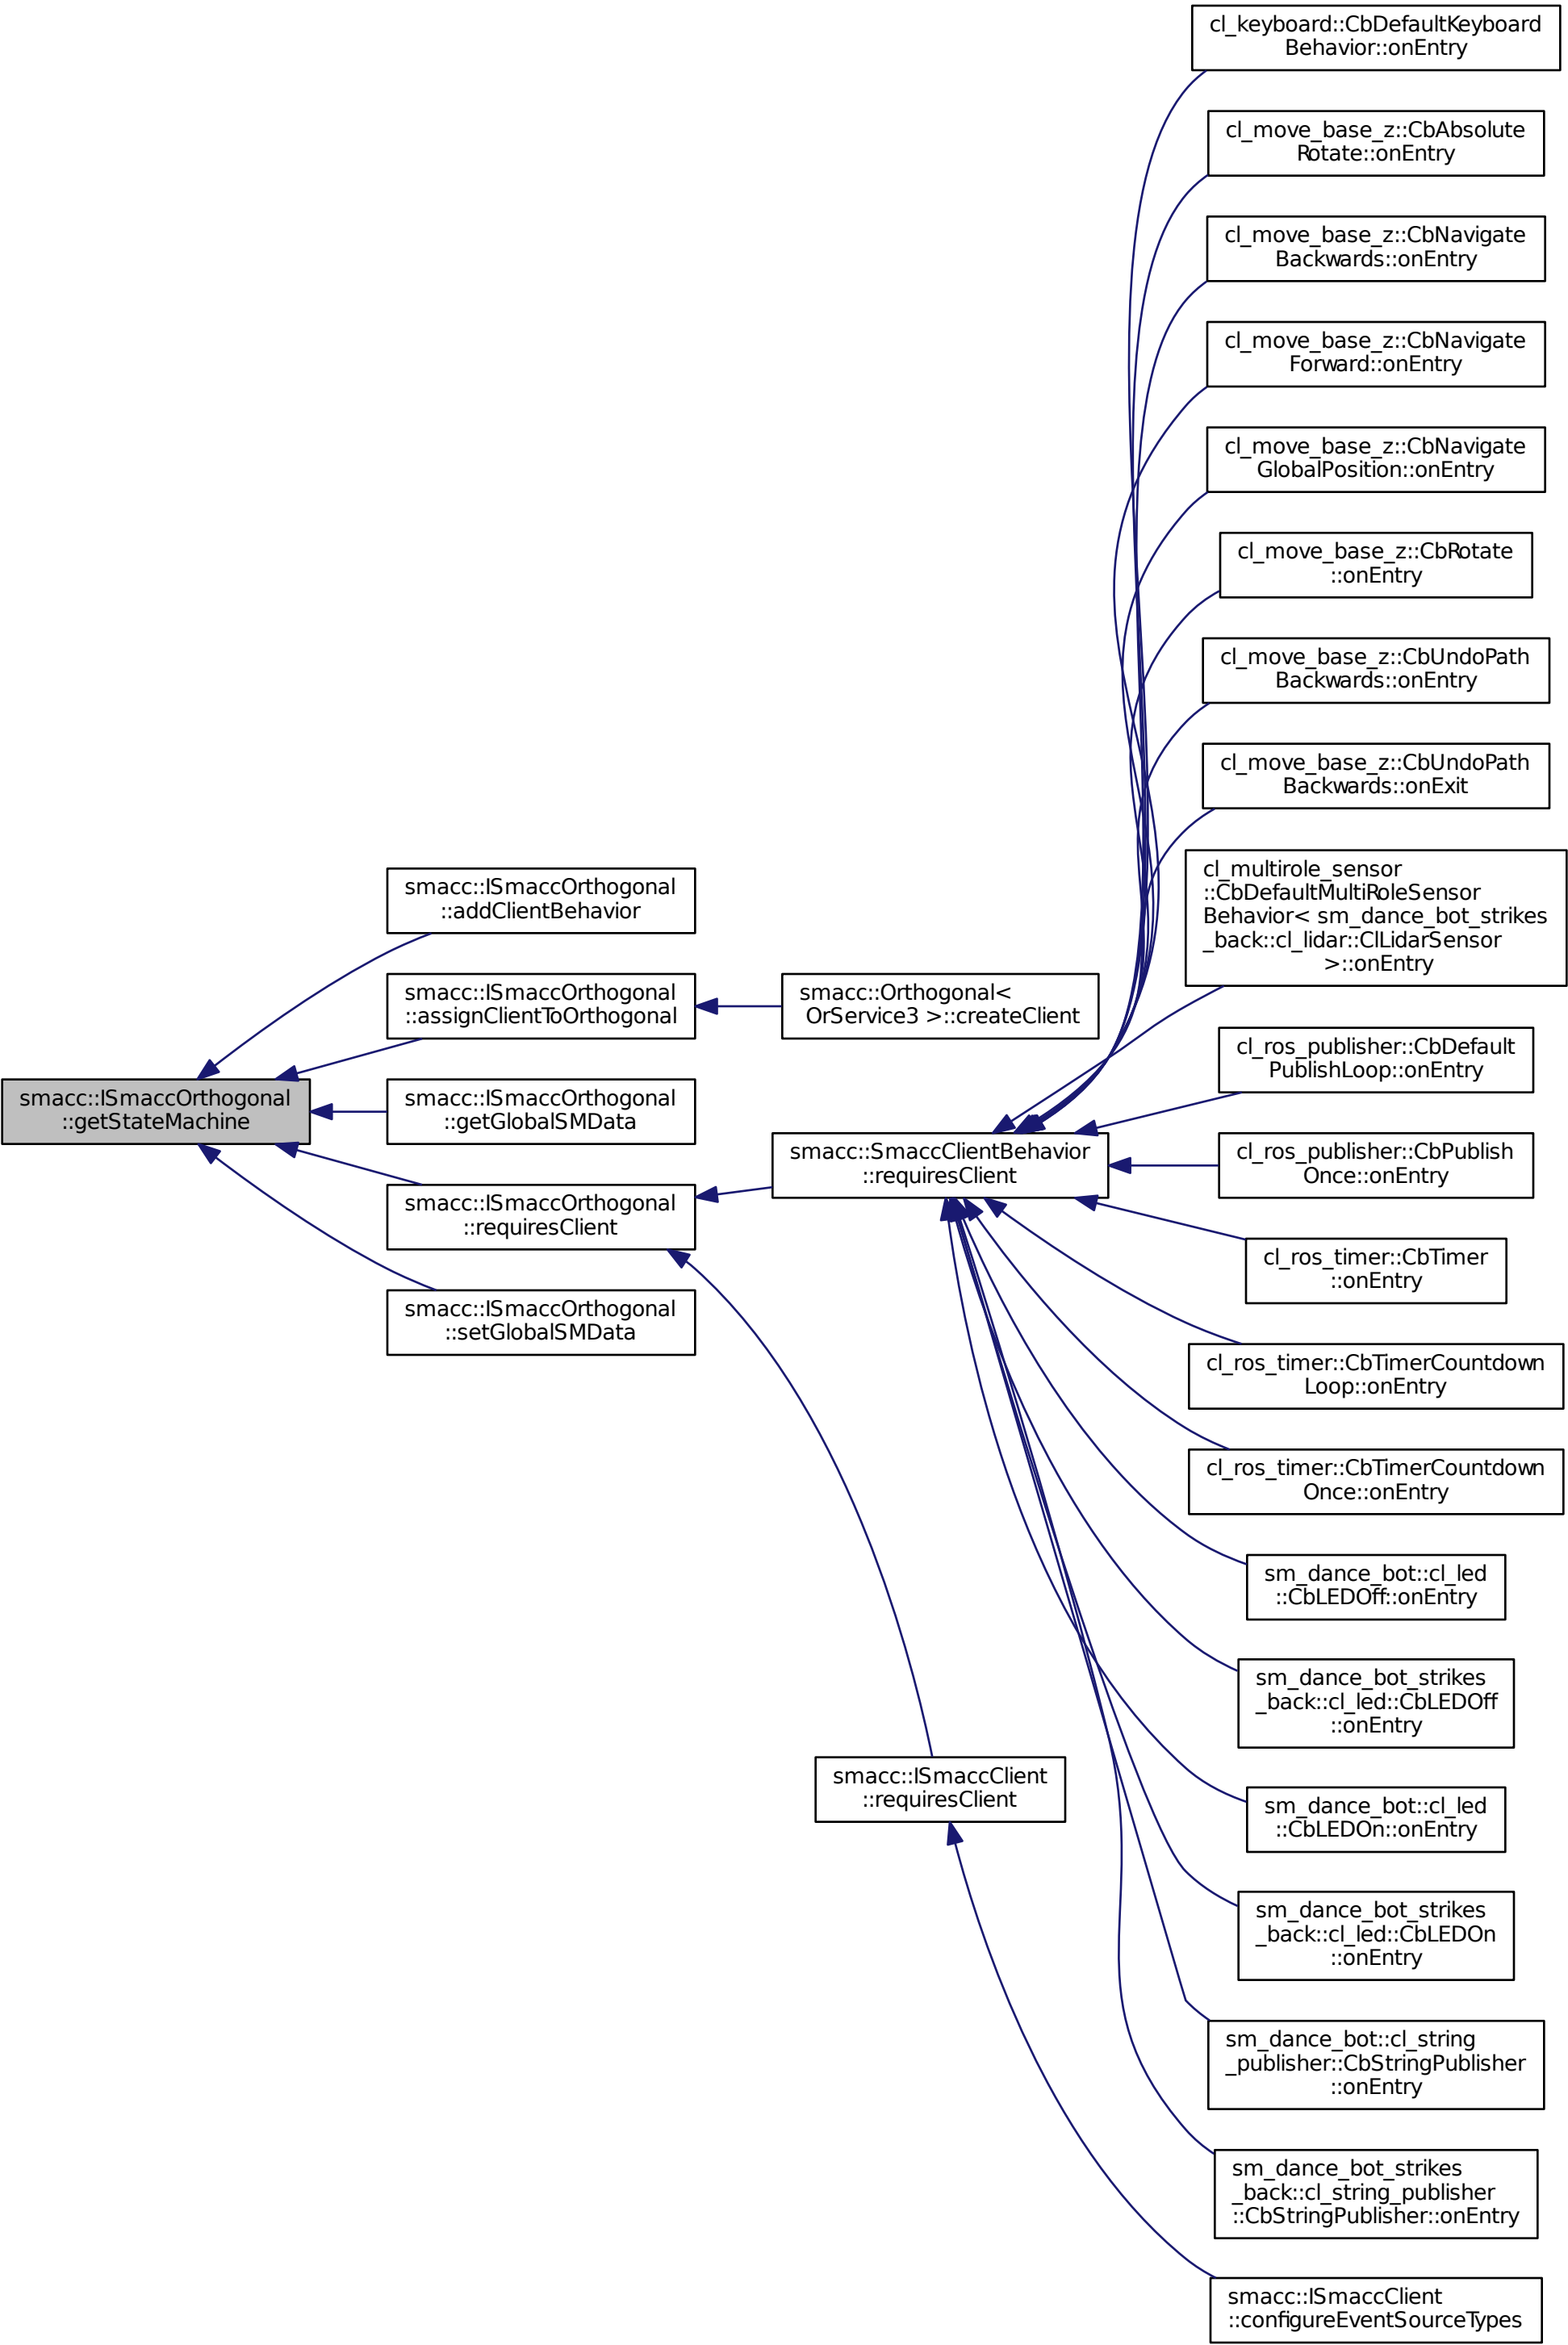 smacc::ISmaccOrthogonal
::getStateMachine
smacc::ISmaccOrthogonal
::addClientBehavior
smacc::ISmaccOrthogonal
::assignClientToOrthogonal
smacc::ISmaccOrthogonal
::getGlobalSMData
smacc::ISmaccOrthogonal
::requiresClient
smacc::ISmaccOrthogonal
::setGlobalSMData
smacc::Orthogonal<
OrService3 >::createClient
smacc::SmaccClientBehavior
::requiresClient
smacc::ISmaccClient
::requiresClient
cl_keyboard::CbDefaultKeyboard
Behavior::onEntry
cl_move_base_z::CbAbsolute
Rotate::onEntry
cl_move_base_z::CbNavigate
Backwards::onEntry
cl_move_base_z::CbNavigate
Forward::onEntry
cl_move_base_z::CbNavigate
GlobalPosition::onEntry
cl_move_base_z::CbRotate
::onEntry
cl_move_base_z::CbUndoPath
Backwards::onEntry
cl_move_base_z::CbUndoPath
Backwards::onExit
cl_multirole_sensor
::CbDefaultMultiRoleSensor
Behavior< sm_dance_bot_strikes
_back::cl_lidar::ClLidarSensor
>::onEntry
cl_ros_publisher::CbDefault
PublishLoop::onEntry
cl_ros_publisher::CbPublish
Once::onEntry
cl_ros_timer::CbTimer
::onEntry
cl_ros_timer::CbTimerCountdown
Loop::onEntry
cl_ros_timer::CbTimerCountdown
Once::onEntry
sm_dance_bot::cl_led
::CbLEDOff::onEntry
sm_dance_bot_strikes
_back::cl_led::CbLEDOff
::onEntry
sm_dance_bot::cl_led
::CbLEDOn::onEntry
sm_dance_bot_strikes
_back::cl_led::CbLEDOn
::onEntry
sm_dance_bot::cl_string
_publisher::CbStringPublisher
::onEntry
sm_dance_bot_strikes
_back::cl_string_publisher
::CbStringPublisher::onEntry
smacc::ISmaccClient
::configureEventSourceTypes